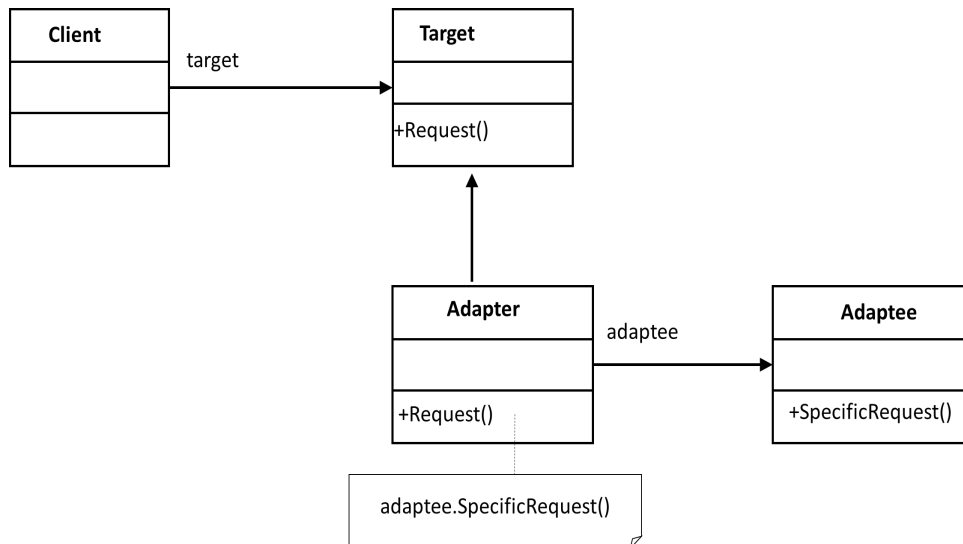 Client
target
Target
+Request()
Adapter
adaptee
Adaptee
+Request()
+SpecificRequest()
adaptee.SpecificRequest()